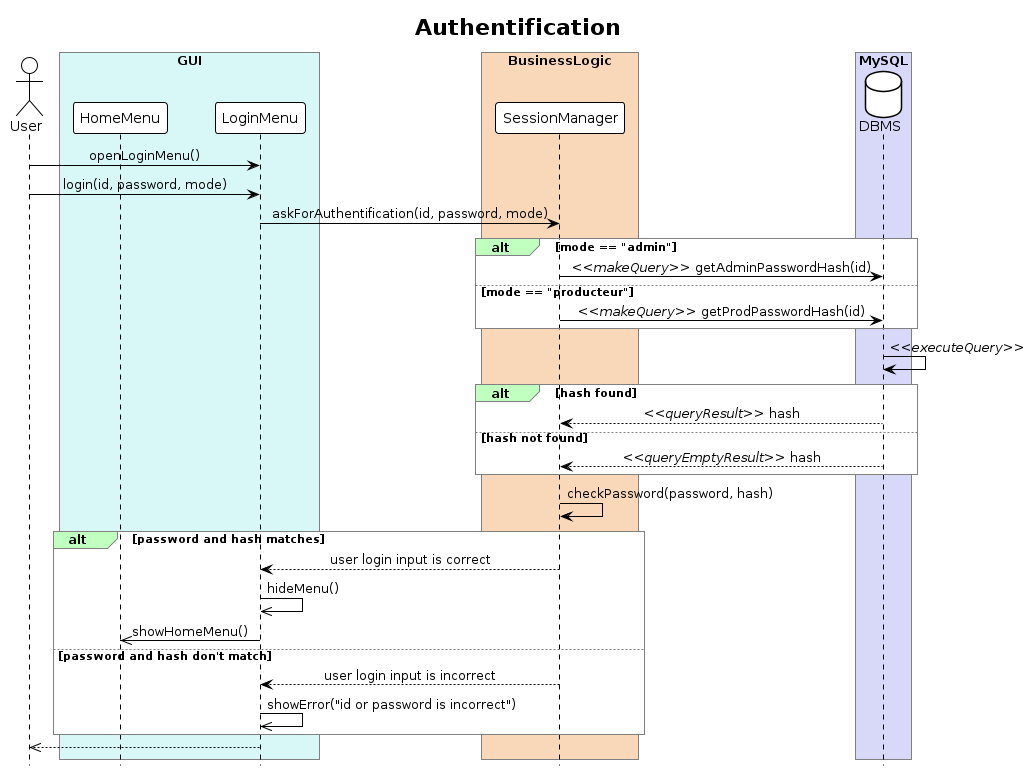 Authentification
GUI
BusinessLogic
MySQL
User
HomeMenu
LoginMenu
SessionManager
DBMS
openLoginMenu()
login(id, password, mode)
askForAuthentification(id, password, mode)
alt [mode == "admin"]
<<makeQuery>> getAdminPasswordHash(id)
[mode == "producteur"]
<<makeQuery>> getProdPasswordHash(id)
<<executeQuery>>
alt [hash found]
<<queryResult>> hash
[hash not found]
<<queryEmptyResult>> hash
checkPassword(password, hash)
alt [password and hash matches]
user login input is correct
hideMenu()
showHomeMenu()
[password and hash don't match]
user login input is incorrect
showError("id or password is incorrect")